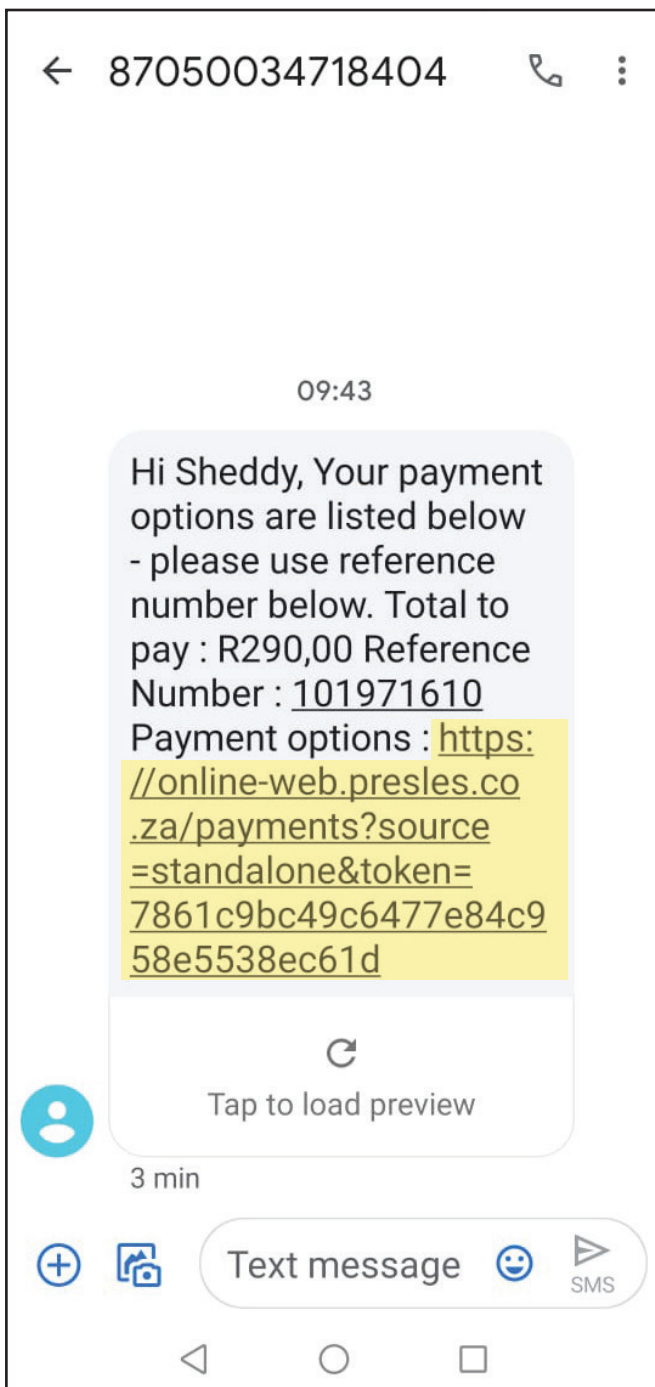 87050034718404
09:43
Hi Sheddy, Your payment
options are listed below
- please use reference
number below. Total to
pay : R290,00 Reference
Number : 101971610
Payment options : https:
//online-web.presles.co
.za/payments?source
=standalone&token=
7861c9bc49c6477e84c9
58e5538ec61d
Tap to load preview
3 min
Text message
SMS